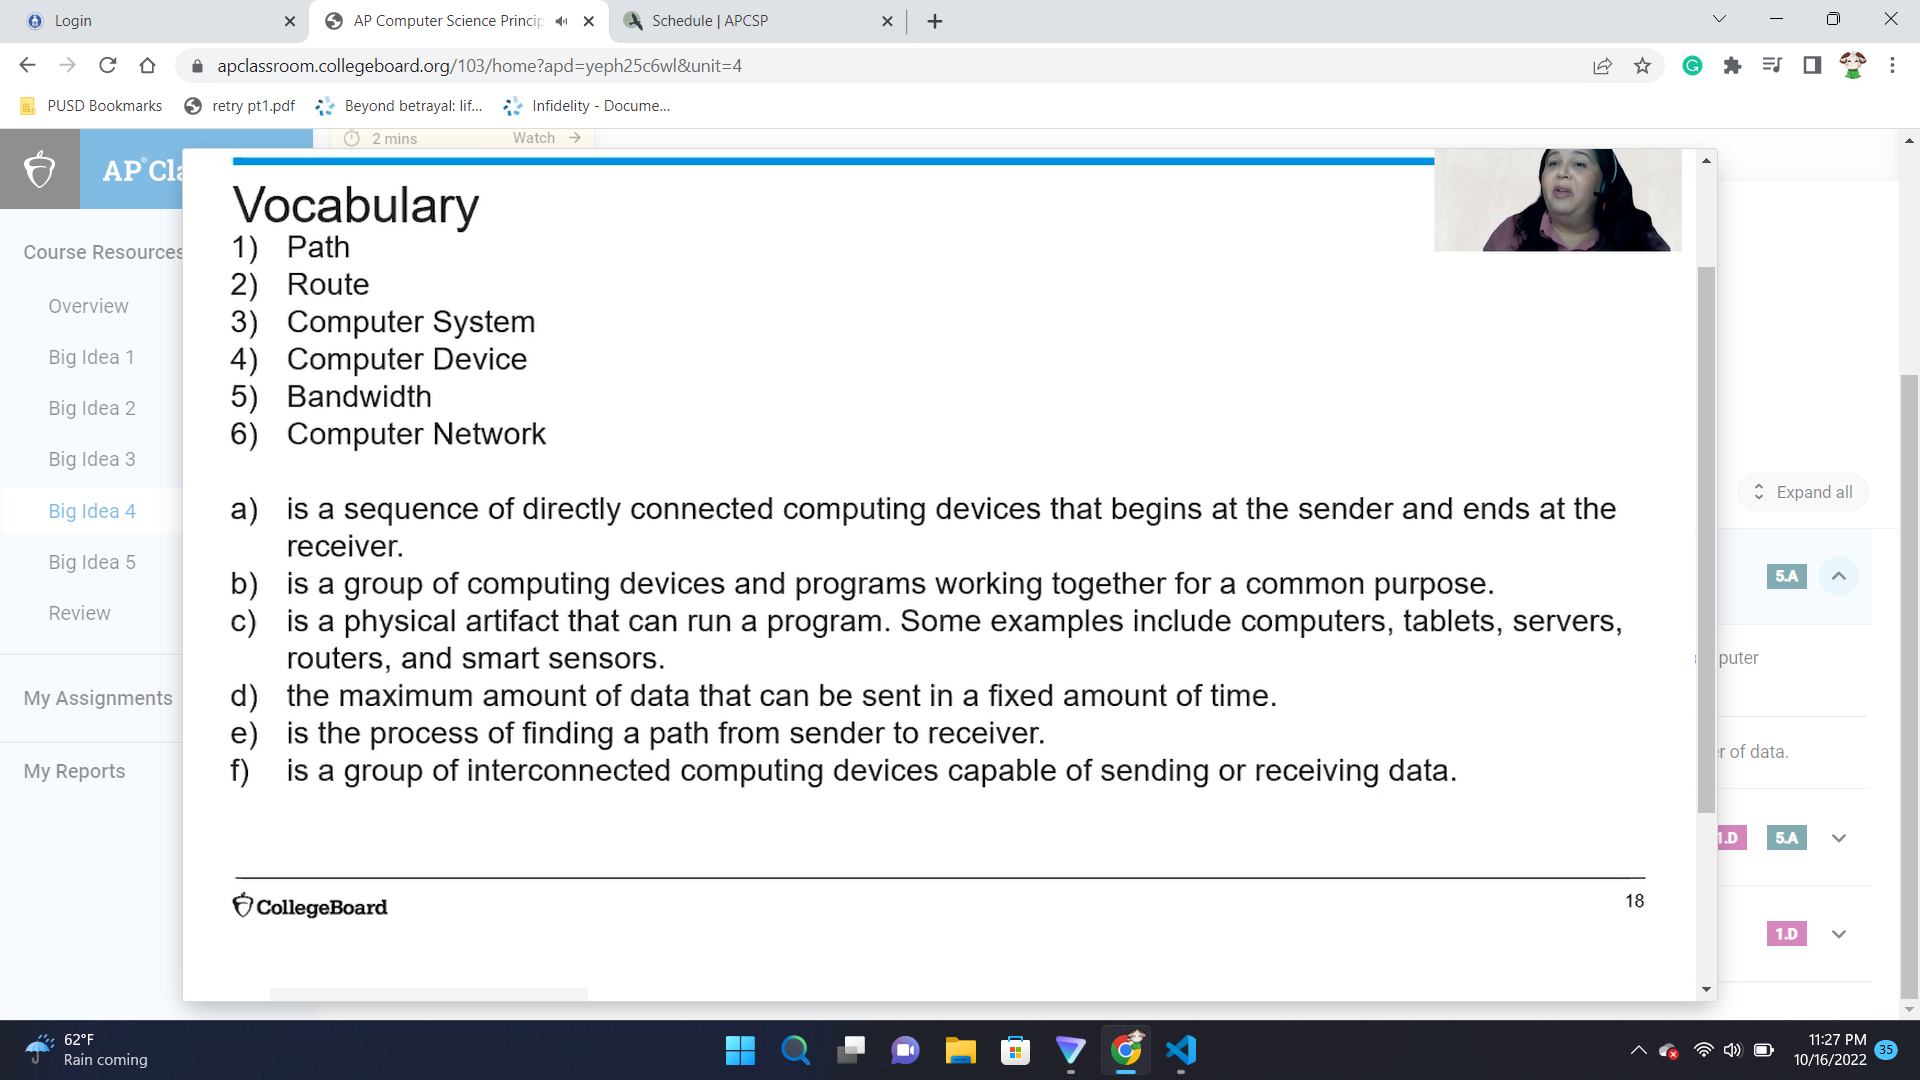 Login
AP Computer Science Princip
Schedule | APCSP
apclassroom.collegeboard.org/103/home?apd=yeph25c6wl&unit=4
PUSD Bookmarks
retry pt1.pdf
Beyond betrayal: lif...
Infidelity - Docume...
2 mins
Watch
AP® Cla
Course Resources
Overview
Big Idea 1
Big Idea 2
Big Idea 3
Big Idea 4
Big Idea 5
Review
My Assignments
My Reports
Vocabulary
1) Path
2) Route
3) Computer System
4) Computer Device
5) Bandwidth
6) Computer Network
a) is a sequence of directly connected computing devices that begins at the sender and ends at the
receiver.
b) is a group of computing devices and programs working together for a common purpose.
c) is a physical artifact that can run a program. Some examples include computers, tablets, servers,
routers, and smart sensors.
d) the maximum amount of data that can be sent in a fixed amount of time.
e) is the process of finding a path from sender to receiver.
f) is a group of interconnected computing devices capable of sending or receiving data.
CollegeBoard
18
Expand all
5.A
puter
r of data.
1.D 5.A
1.D
62°F
Rain coming
11:27 PM
10/16/2022
35